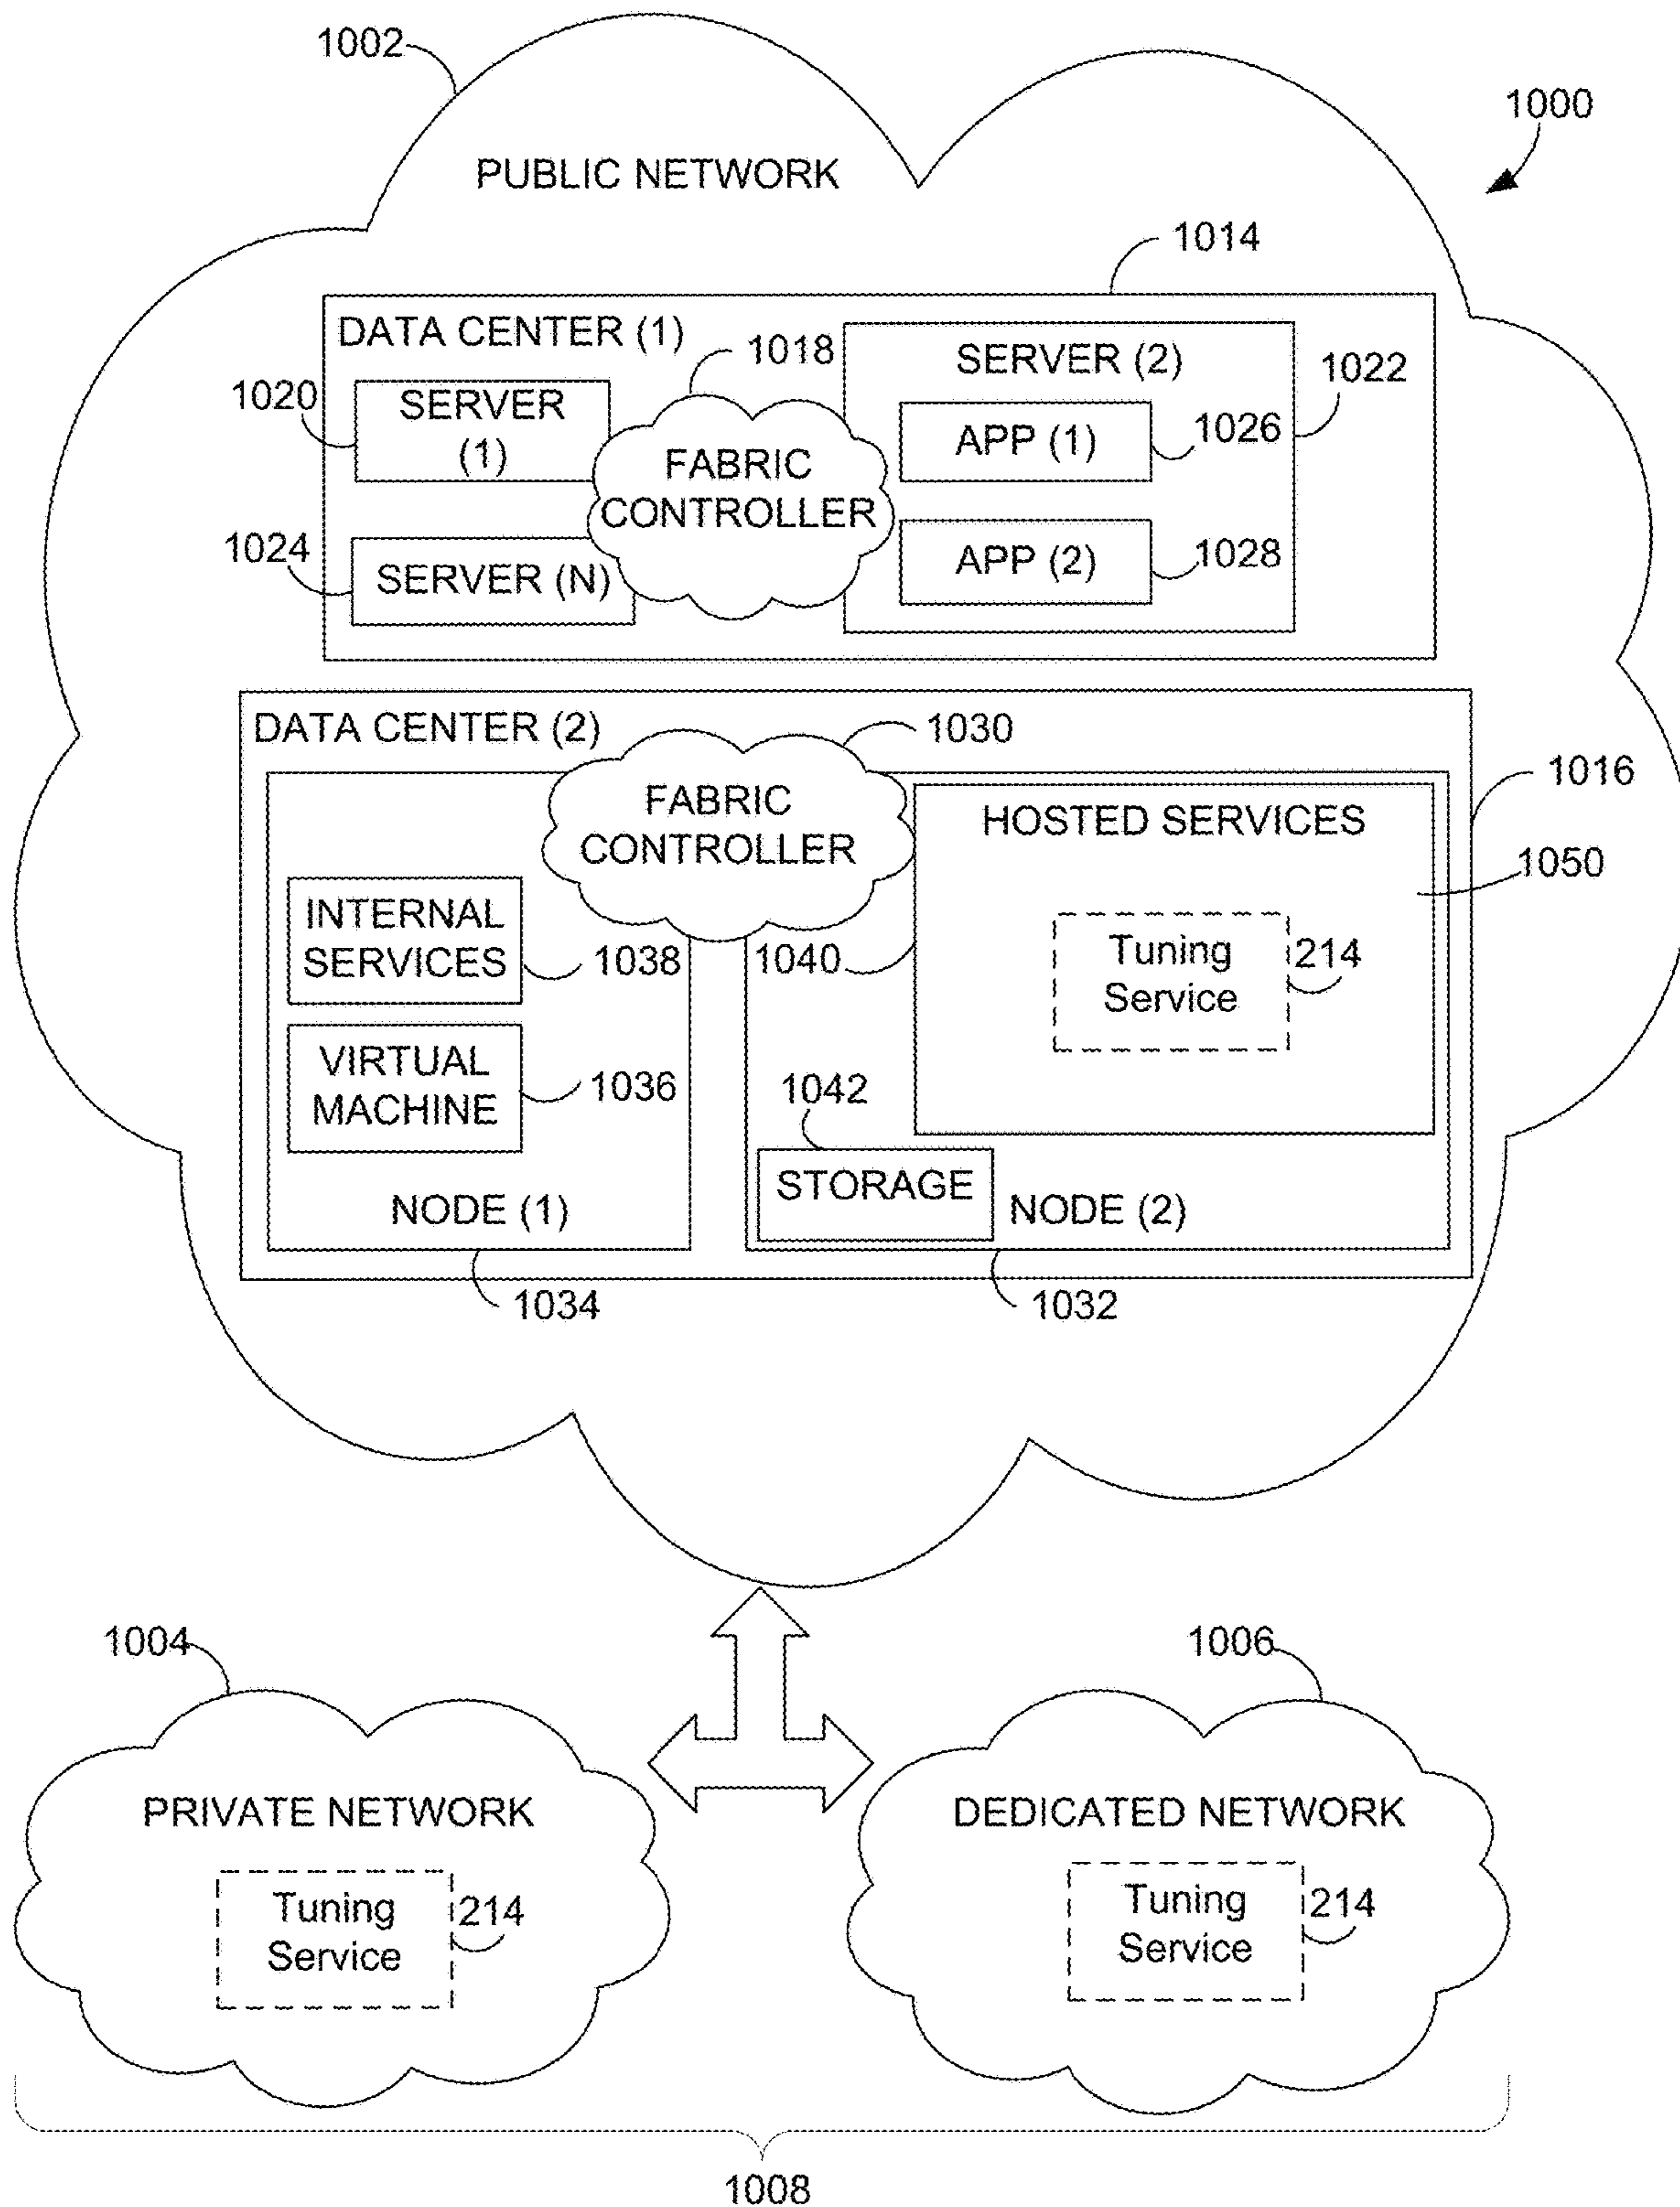 1002
1000
PUBLIC NETWORK
1014
DATA CENTER (1)
1018
SERVER (2)
1022
1020
SERVER
(1)
FABRIC
CONTROLLER
APP (1)
1026
1024
SERVER (N)
APP (2)
1028
DATA CENTER (2)
1030
1016
FABRIC
CONTROLLER
HOSTED SERVICES
1050
INTERNAL
SERVICES
1038
1040
Tuning
Service
214
VIRTUAL
MACHINE
1036
1042
STORAGE
NODE (1)
NODE (2)
1034
1032
1004
1006
PRIVATE NETWORK
DEDICATED NETWORK
Tuning
Service
214
Tuning
Service
214
1008